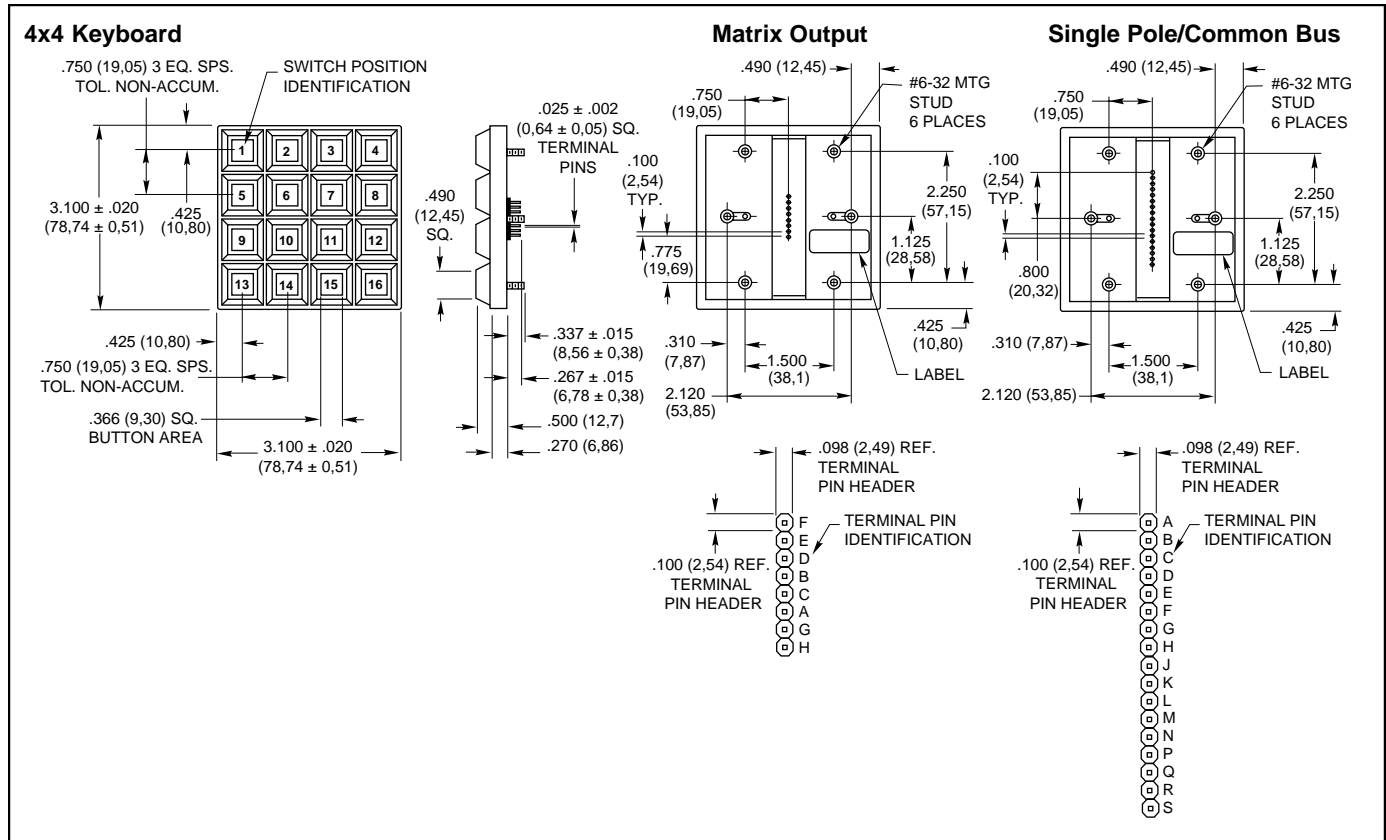 4x4 Keyboard
.750 (19,05) 3 EQ. SPS.
TOL. NON-ACCUM.
SWITCH POSITION
IDENTIFICATION
1 2 3 4
5 6 7 8
9 10 11 12
13 14 15 16
3.100 ± .020
(78,74 ± 0,51)
.425
(10,80)
.425 (10,80)
.750 (19,05) 3 EQ. SPS.
TOL. NON-ACCUM.
.366 (9,30) SQ.
BUTTON AREA
3.100 ± .020
(78,74 ± 0,51)
.025 ± .002
(0,64 ± 0,05) SQ.
TERMINAL
PINS
.490
(12,45)
SQ.
.337 ± .015
(8,56 ± 0,38)
.267 ± .015
(6,78 ± 0,38)
.500 (12,7)
.270 (6,86)
Matrix Output
.490 (12,45)
.750
(19,05)
#6-32 MTG
STUD
6 PLACES
.100
(2,54)
TYP.
2.250
(57,15)
.775
(19,69)
1.125
(28,58)
.310
(7,87)
.425
(10,80)
1.500
(38,1)
LABEL
2.120
(53,85)
.098 (2,49) REF.
TERMINAL
PIN HEADER
TERMINAL PIN
IDENTIFICATION
.100 (2,54) REF.
TERMINAL
PIN HEADER
F
E
D
B
C
A
G
H
Single Pole/Common Bus
.490 (12,45)
.750
(19,05)
#6-32 MTG
STUD
6 PLACES
.100
(2,54)
TYP.
2.250
(57,15)
1.125
(28,58)
.800
(20,32)
.425
(10,80)
.310 (7,87)
1.500
(38,1)
LABEL
2.120 (53,85)
.098 (2,49) REF.
TERMINAL
PIN HEADER
TERMINAL PIN
IDENTIFICATION
.100 (2,54) REF.
TERMINAL
PIN HEADER
A
B
C
D
E
F
G
H
J
K
L
M
N
P
Q
R
S